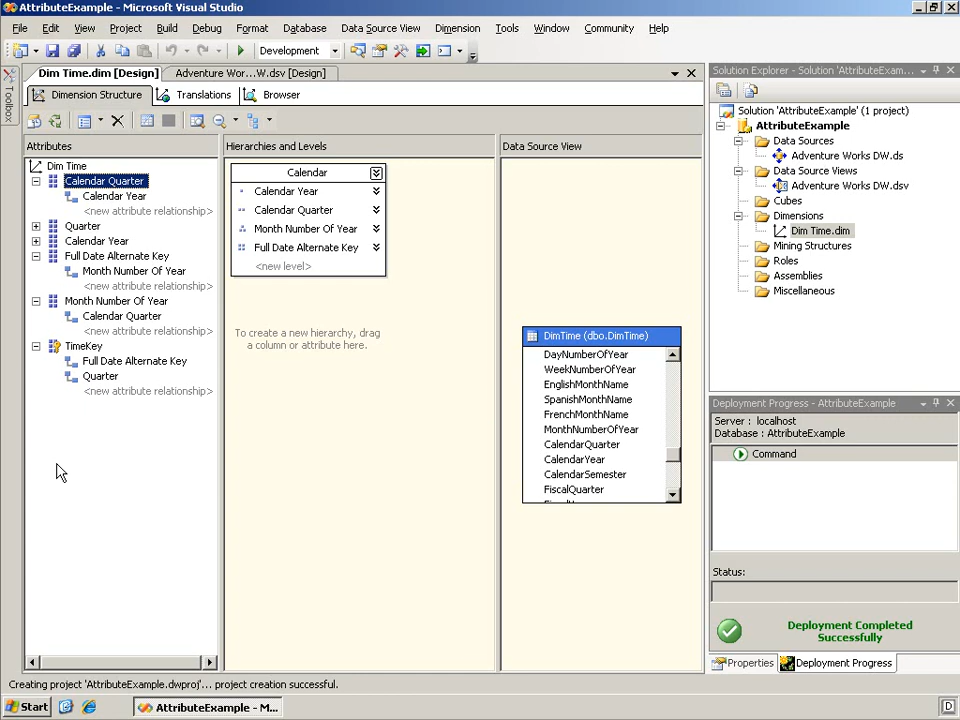 AttributeExample - Microsoft Visual Studio
File Edit View Project Build Debug Format Database Data Source View Dimension Tools Window Community Help
Development
Toolbox
Dim Time.dim [Design] Adventure Wor...W.dsv [Design]
Dimension Structure Translations Browser
Attributes
Dim Time
Calendar Quarter
Calendar Year
<new attribute relationship>
Quarter
Calendar Year
Full Date Alternate Key
Month Number Of Year
<new attribute relationship>
Month Number Of Year
Calendar Quarter
<new attribute relationship>
TimeKey
Full Date Alternate Key
Quarter
<new attribute relationship>
Hierarchies and Levels
Calendar
Calendar Year
Calendar Quarter
Month Number Of Year
Full Date Alternate Key
<new level>
To create a new hierarchy, drag
a column or attribute here.
Data Source View
DimTime (dbo.DimTime)
DayNumberOfYear
WeekNumberOfYear
EnglishMonthName
SpanishMonthName
FrenchMonthName
MonthNumberOfYear
CalendarQuarter
CalendarYear
CalendarSemester
FiscalQuarter
Solution Explorer - Solution 'AttributeExam...
Solution 'AttributeExample' (1 project)
AttributeExample
Data Sources
Adventure Works DW.ds
Data Source Views
Adventure Works DW.dsv
Cubes
Dimensions
Dim Time.dim
Mining Structures
Roles
Assemblies
Miscellaneous
Deployment Progress - AttributeExample
Server : localhost
Database : AttributeExample
Command
Status:
Deployment Completed
Successfully
Properties Deployment Progress
Creating project 'AttributeExample.dwproj'... project creation successful.
Start AttributeExample - M... D